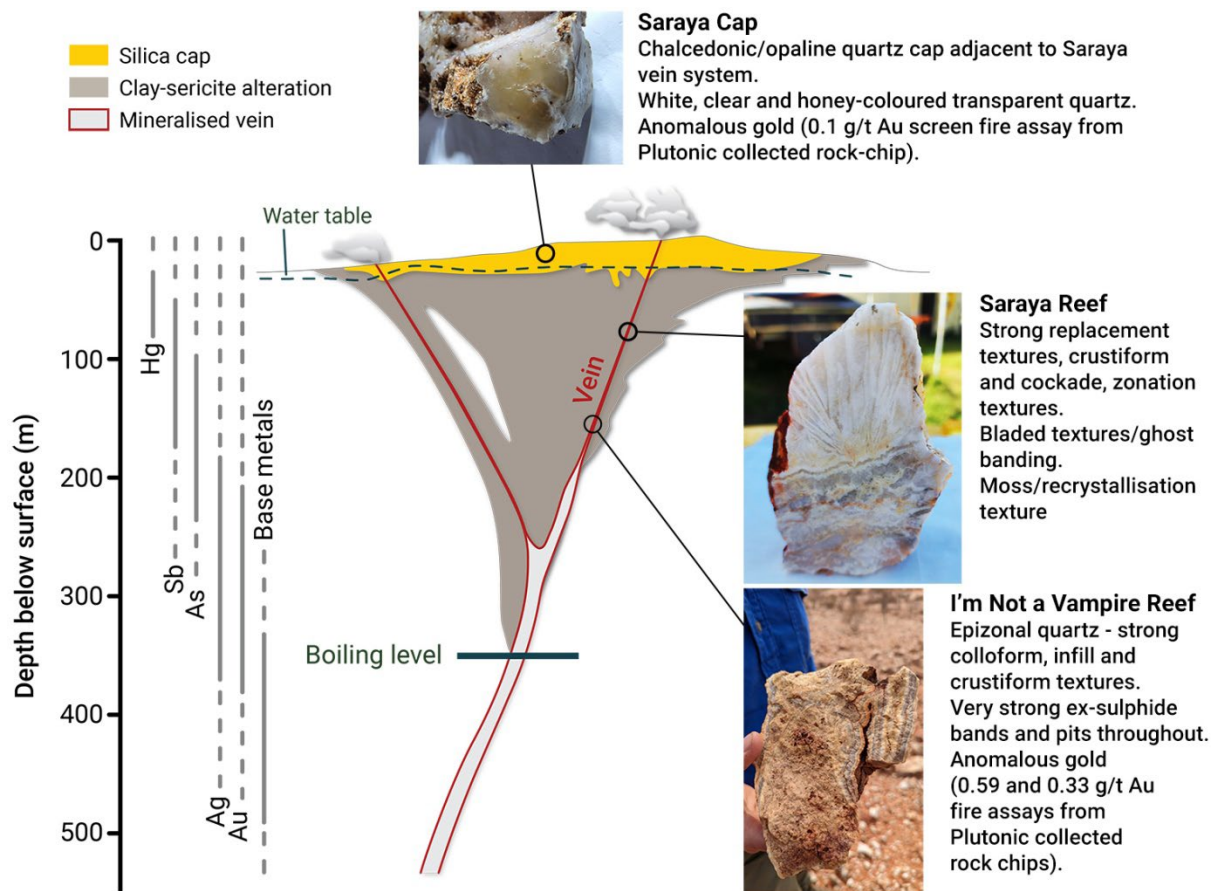 Silica cap
Clay-sericite alteration
Mineralised vein
Saraya Cap
Chalcedonic/opaline quartz cap adjacent to Saraya
vein system.
White, clear and honey-coloured transparent quartz.
Anomalous gold (0.1 g/t Au screen fire assay from
Plutonic collected rock-chip).
Water table
0
100
200
300
400
500
Depth below surface (m)
Hg
Sb
As
Ag
Au
Base metals
Vein
Boiling level
Saraya Reef
Strong replacement
textures, crustiform
and cockade, zonation
textures.
Bladed textures/ghost
banding.
Moss/recrystallisation
texture
I'm Not a Vampire Reef
Epizonal quartz - strong
colloform, infill and
crustiform textures.
Very strong ex-sulphide
bands and pits throughout.
Anomalous gold
(0.59 and 0.33 g/t Au
fire assays from
Plutonic collected
rock chips).